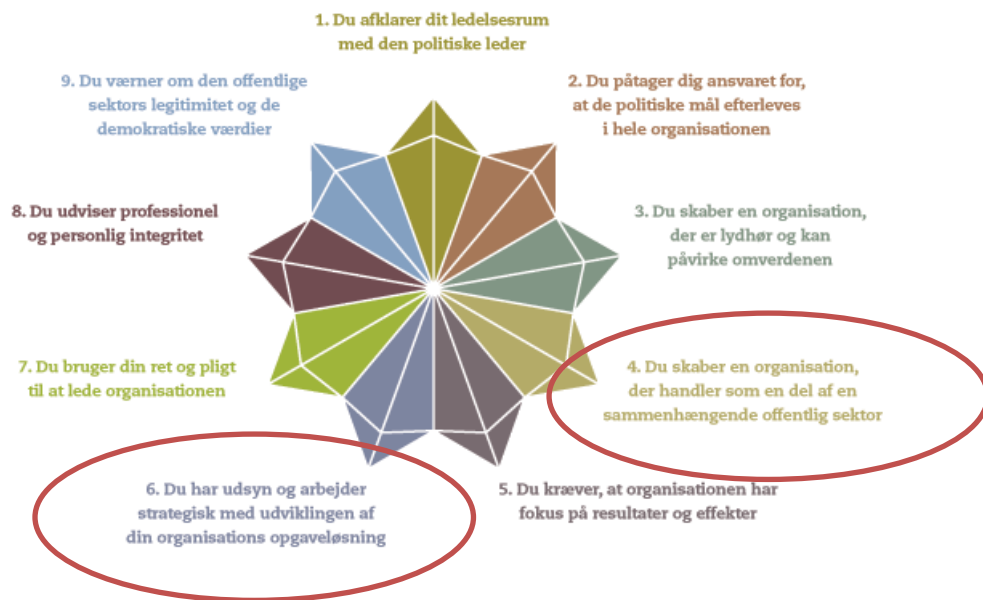 1. Du afklarer dit ledelsesrum
med den politiske leder
2. Du påtager dig ansvaret for,
at de politiske mål efterleves
i hele organisationen
3. Du skaber en organisation,
der er lydhør og kan
påvirke omverdenen
4. Du skaber en organisation,
der handler som en del af en
sammenhængende offentlig sektor
5. Du kræver, at organisationen har
fokus på resultater og effekter
6. Du har udsyn og arbejder
strategisk med udviklingen af
din organisations opgaveløsning
7. Du bruger din ret og pligt
til at lede organisationen
8. Du udviser professionel
og personlig integritet
9. Du værner om den offentlige
sektors legitimitet og de
demokratiske værdier